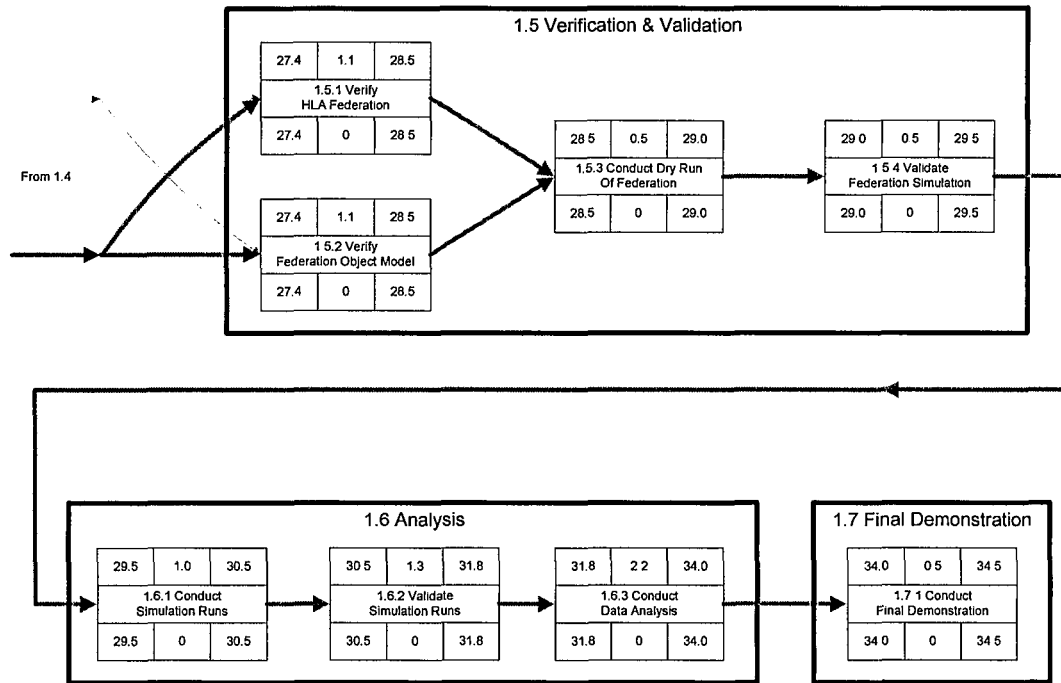 1.5 Verification & Validation
27.4 1.1 28.5
1.5.1 Verify
HLA Federation
27.4 0 28 5
From 1.4
27.4 1.1 28 5
1 5.2 Verify
Federation Object Model
27.4 0 28.5
28 5 0.5 29.0
1.5.3 Conduct Dry Run
Of Federation
28.5 0 29.0
29 0 0 5 29 5
1 5 4 Validate
Federation Simulation
29.0 0 29.5
1.6 Analysis
29.5 1.0 30.5
1.6.1 Conduct
Simulation Runs
29.5 0 30.5
30 5 1.3 31.8
1.6.2 Validate
Simulation Runs
30.5 0 31.8
31.8 2 2 34.0
1.6.3 Conduct
Data Analysis
31.8 0 34.0
1.7 Final Demonstration
34.0 0 5 34 5
1.7 1 Conduct
Final Demonstration
34 0 0 34 5